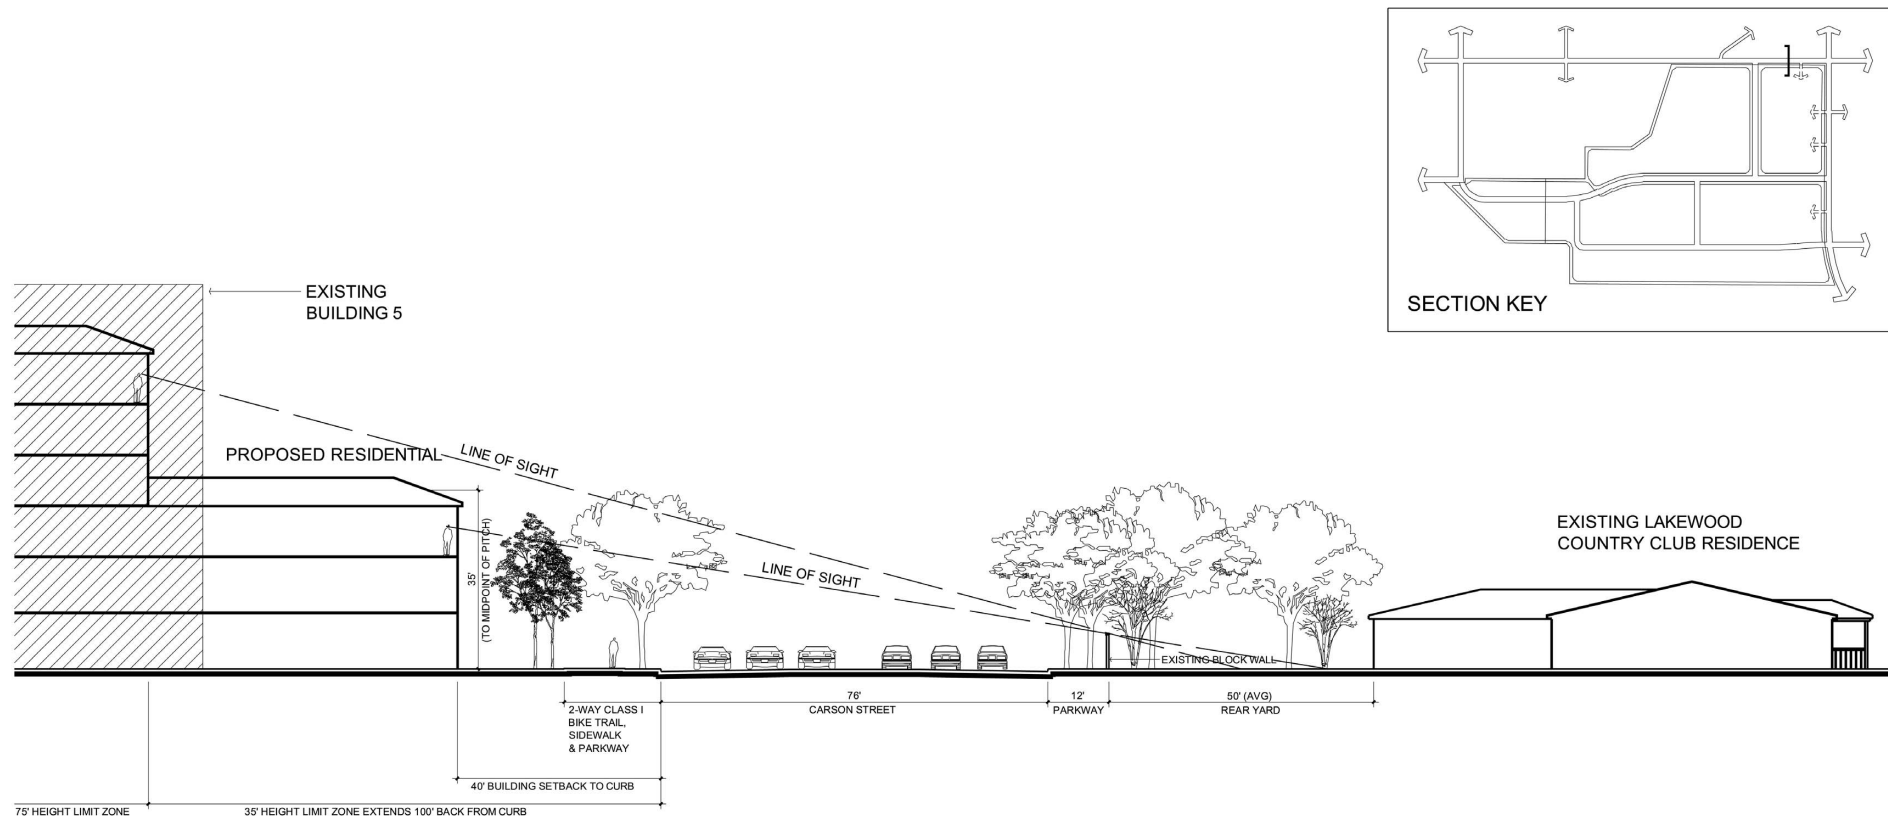 SECTION KEY
EXISTING
BUILDING 5
PROPOSED RESIDENTIAL
LINE OF SIGHT
LINE OF SIGHT
35'
(TO MIDPOINT OF PITCH)
EXISTING LAKEWOOD
COUNTRY CLUB RESIDENCE
EXISTING BLOCK WALL
2-WAY CLASS I
BIKE TRAIL,
SIDEWALK
& PARKWAY
76'
CARSON STREET
12'
PARKWAY
50' (AVG)
REAR YARD
40' BUILDING SETBACK TO CURB
75' HEIGHT LIMIT ZONE
35' HEIGHT LIMIT ZONE EXTENDS 100' BACK FROM CURB